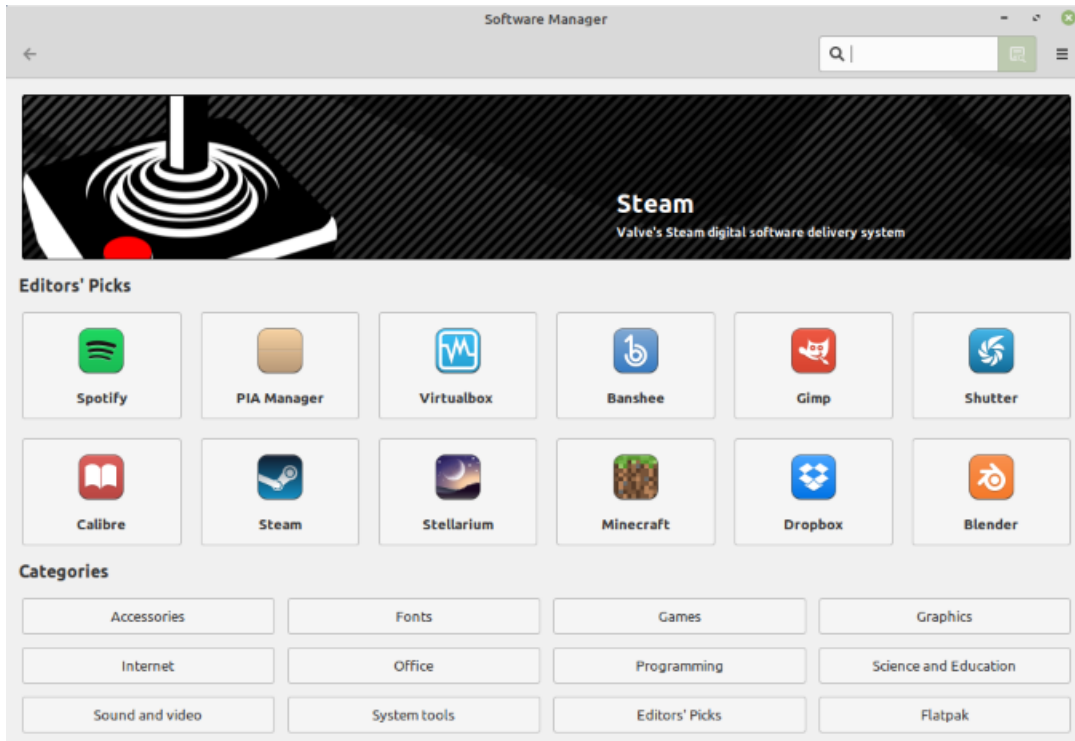 Software Manager
Steam
Valve's Steam digital software delivery system
Editors' Picks
Spotify PIA Manager Virtualbox Banshee Gimp Shutter
Calibre Steam Stellarium Minecraft Dropbox Blender
Categories
Accessories Fonts Games Graphics
Internet Office Programming Science and Education
Sound and video System tools Editors' Picks Flatpak